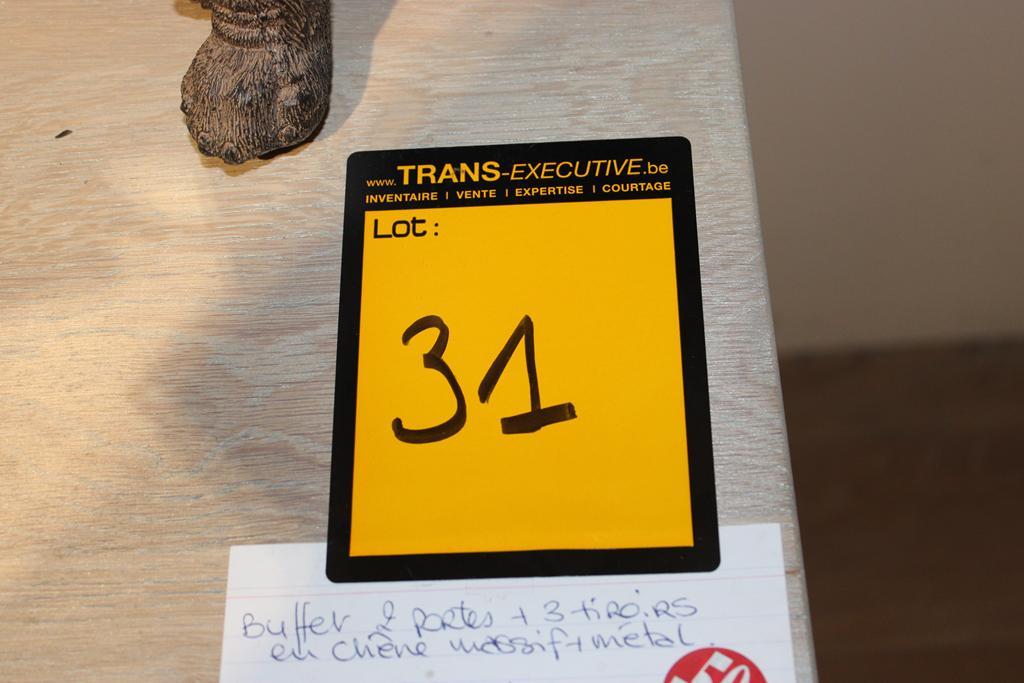 www.TRANS-EXECUTIVE.be
INVENTAIRE | VENTE | EXPERTISE | COURTAGE
Lot :
31
Buffet 2 portes + 3 tiroirs
en chêne massif + métal.